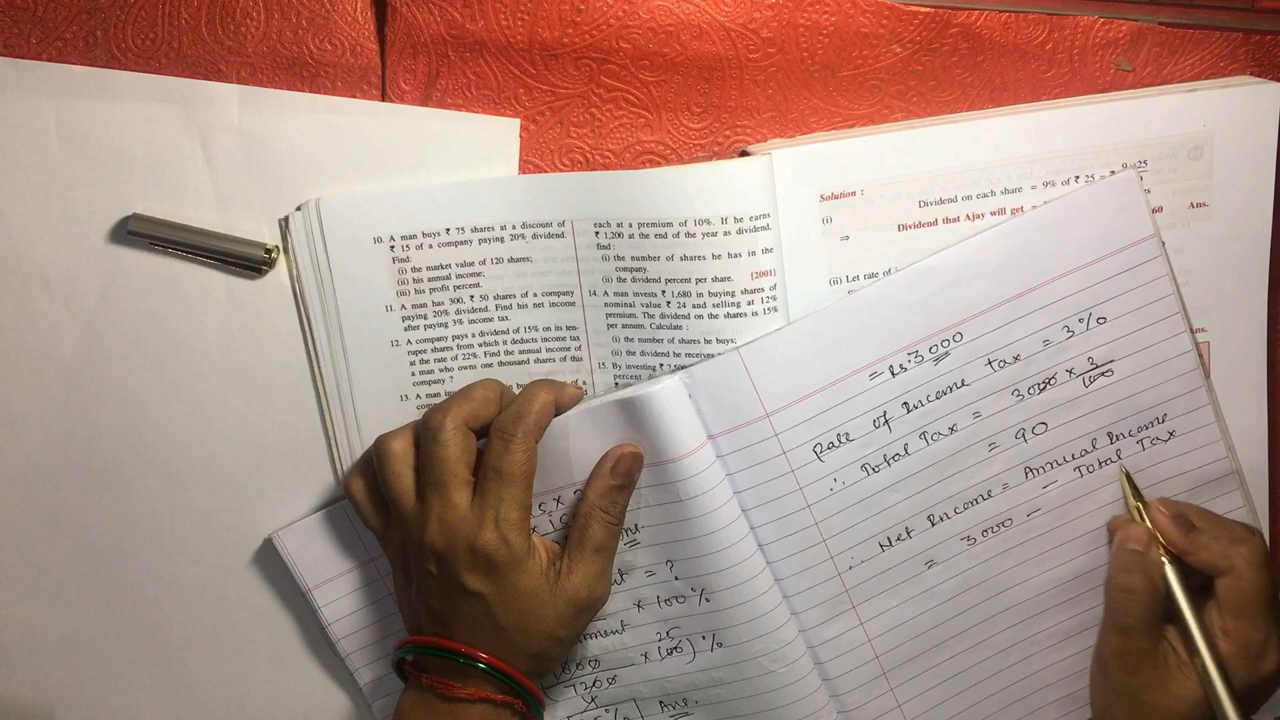 10. A man buys ₹ 75 shares at a discount of
₹ 15 of a company paying 20% dividend.
Find:
(i) the market value of 120 shares;
(ii) his annual income;
(iii) his profit percent.
11. A man has 300, ₹ 50 shares of a company
paying 20% dividend. Find his net income
after paying 3% income tax.
12. A company pays a dividend of 15% on its ten-
rupee shares from which it deducts income tax
at the rate of 22%. Find the annual income of
a man who owns one thousand shares of this
company ?
13. A man
each at a premium of 10%. If he earns
₹ 1,200 at the end of the year as dividend,
find :
(i) the number of shares he has in the
company.
(ii) the dividend percent per share. [2001]
14. A man invests ₹ 1,680 in buying shares of
nominal value ₹ 24 and selling at 12%
premium. The dividend on the shares is 15%
per annum. Calculate :
(i) the number of shares he buys;
(ii) the dividend he receives
15. By investing ₹ 7,500
percent
Solution :
(i) Dividend on each share = 9% of ₹ 25 =
⇒ Dividend that Ajay will get =
60 Ans.
(ii) Let rate of
= Rs. 3000
Rate of Income tax = 3%
∴ Total Tax = 3000 × 3/100
= 90
∴ Net Income = Annual Income
- Total Tax
= 3000 -
= ?
× 100%
25
1800 × 100) %
7200
4
Ans.